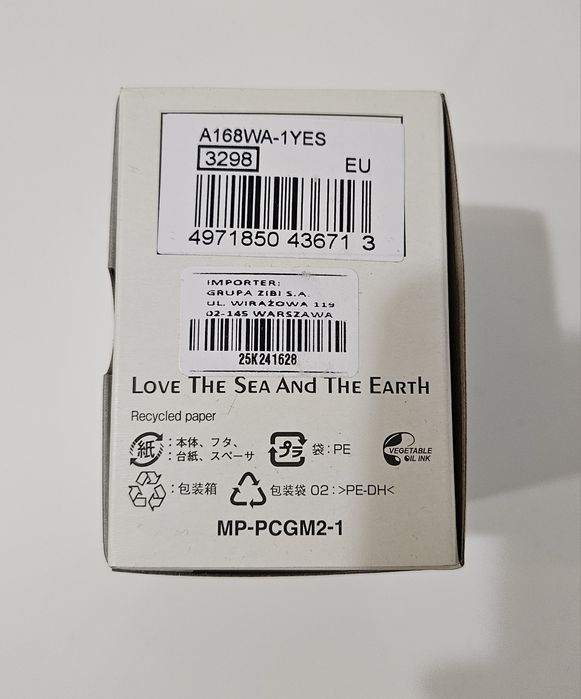 A168WA-1YES
3298 EU
4971850 43671 3
IMPORTER:
GRUPA ZIBI S.A.
UL. WIRAŻOWA 119
02-145 WARSZAWA
25K241628
LOVE THE SEA AND THE EARTH
Recycled paper
紙 :本体、フタ、
:台紙、スペーサ
プラ 袋:PE
VEGETABLE
OIL INK
:包装箱
包装袋 02:>PE-DH<
MP-PCGM2-1